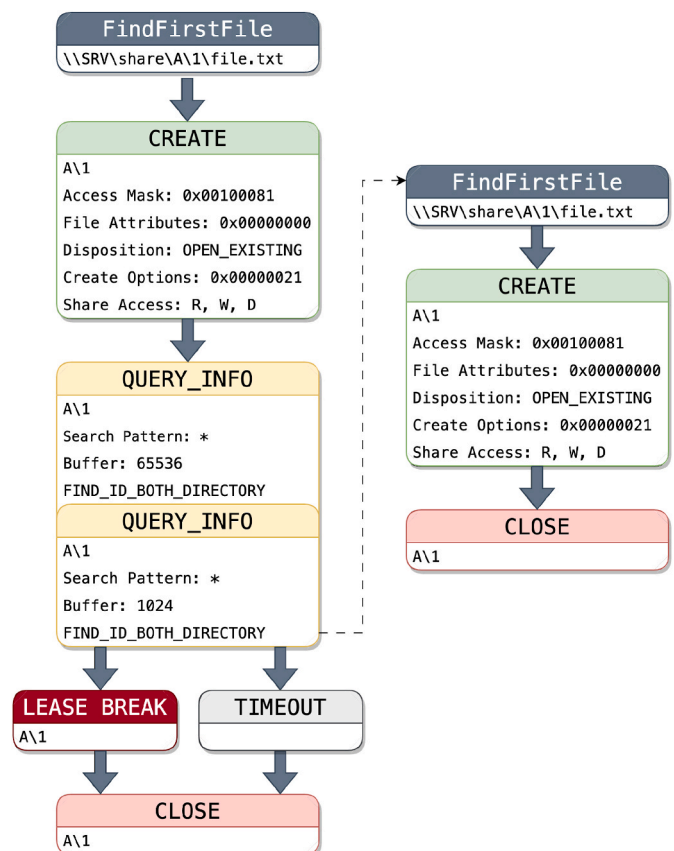 FindFirstFile
\\SRV\share\A\1\file.txt
CREATE
A\1
Access Mask: 0x00100081
File Attributes: 0x00000000
Disposition: OPEN_EXISTING
Create Options: 0x00000021
Share Access: R, W, D
QUERY_INFO
A\1
Search Pattern: *
Buffer: 65536
FIND_ID_BOTH_DIRECTORY
QUERY_INFO
A\1
Search Pattern: *
Buffer: 1024
FIND_ID_BOTH_DIRECTORY
LEASE BREAK
A\1
TIMEOUT
CLOSE
A\1
FindFirstFile
\\SRV\share\A\1\file.txt
CREATE
A\1
Access Mask: 0x00100081
File Attributes: 0x00000000
Disposition: OPEN_EXISTING
Create Options: 0x00000021
Share Access: R, W, D
CLOSE
A\1